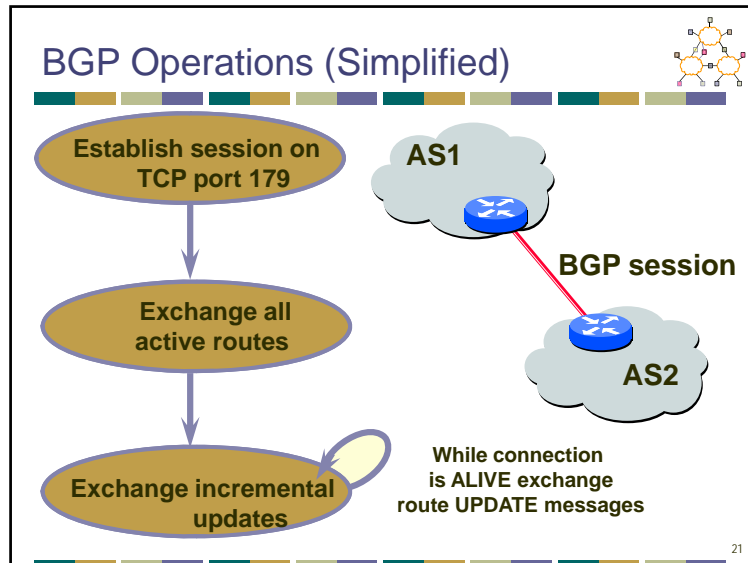 BGP Operations (Simplified)
Establish session on
TCP port 179
AS1
BGP session
Exchange all
active routes
AS2
While connection
is ALIVE exchange
route UPDATE messages
Exchange incremental
updates
21